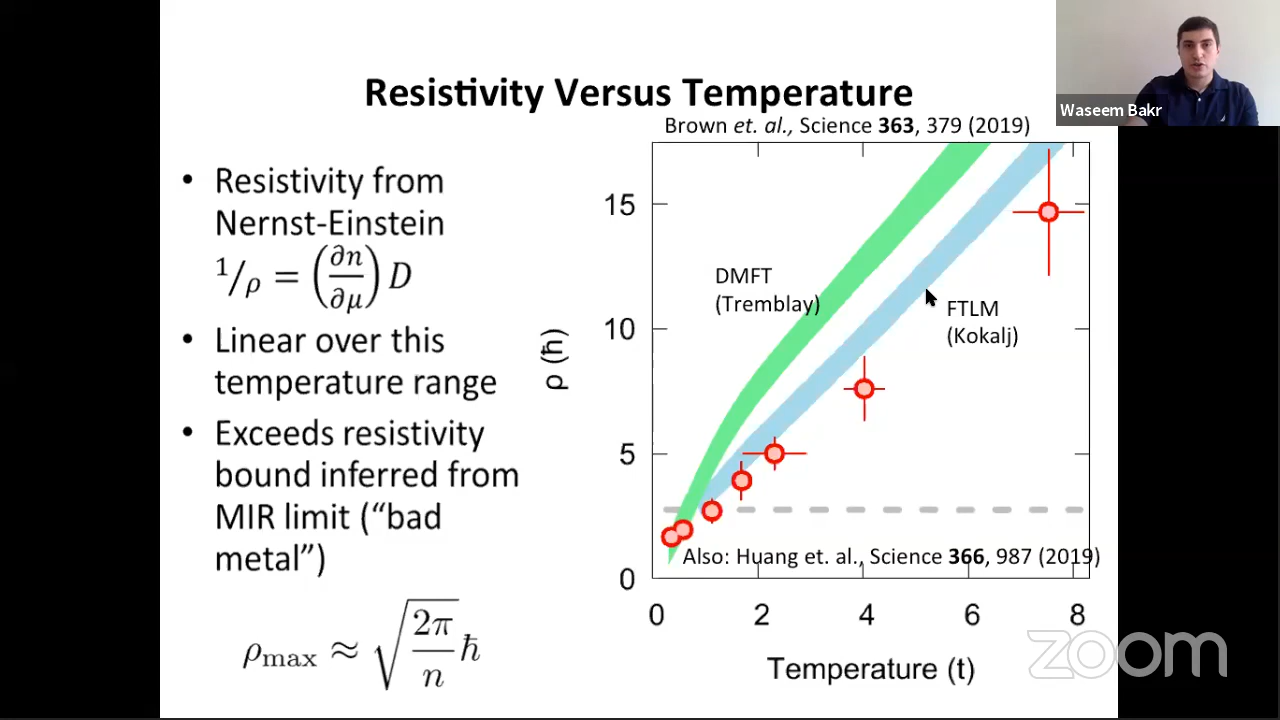 Resistivity Versus Temperature
Waseem Bakr
Brown et. al., Science 363, 379 (2019)
• Resistivity from
Nernst-Einstein
1/ρ = (∂n/∂μ) D
• Linear over this
temperature range
• Exceeds resistivity
bound inferred from
MIR limit (“bad
metal”)
ρmax ≈ √(2π/n) ħ
ρ (ħ)
15
10
5
0
DMFT
(Tremblay)
FTLM
(Kokalj)
Also: Huang et. al., Science 366, 987 (2019)
0 2 4 6 8
Temperature (t)
zoom